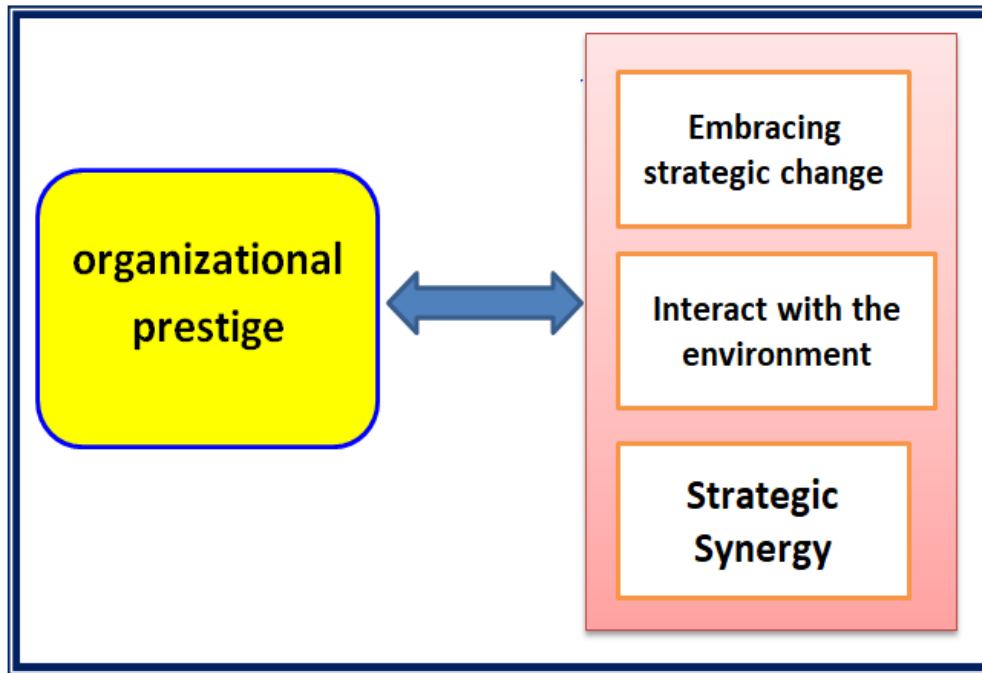 organizational
prestige
Embracing
strategic change
Interact with the
environment
Strategic
Synergy